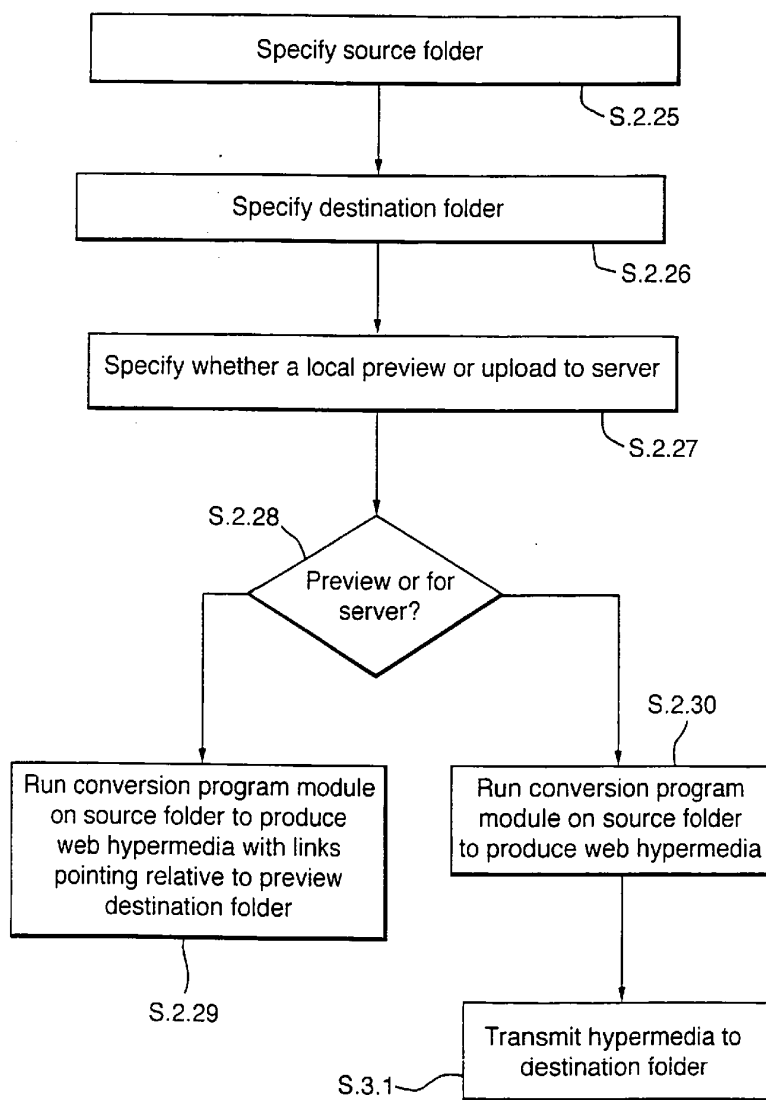 Specify source folder
S.2.25
Specify destination folder
S.2.26
Specify whether a local preview or upload to server
S.2.27
S.2.28
Preview or for
server?
Run conversion program module
on source folder to produce
web hypermedia with links
pointing relative to preview
destination folder
S.2.29
S.2.30
Run conversion program
module on source folder
to produce web hypermedia
Transmit hypermedia to
destination folder
S.3.1